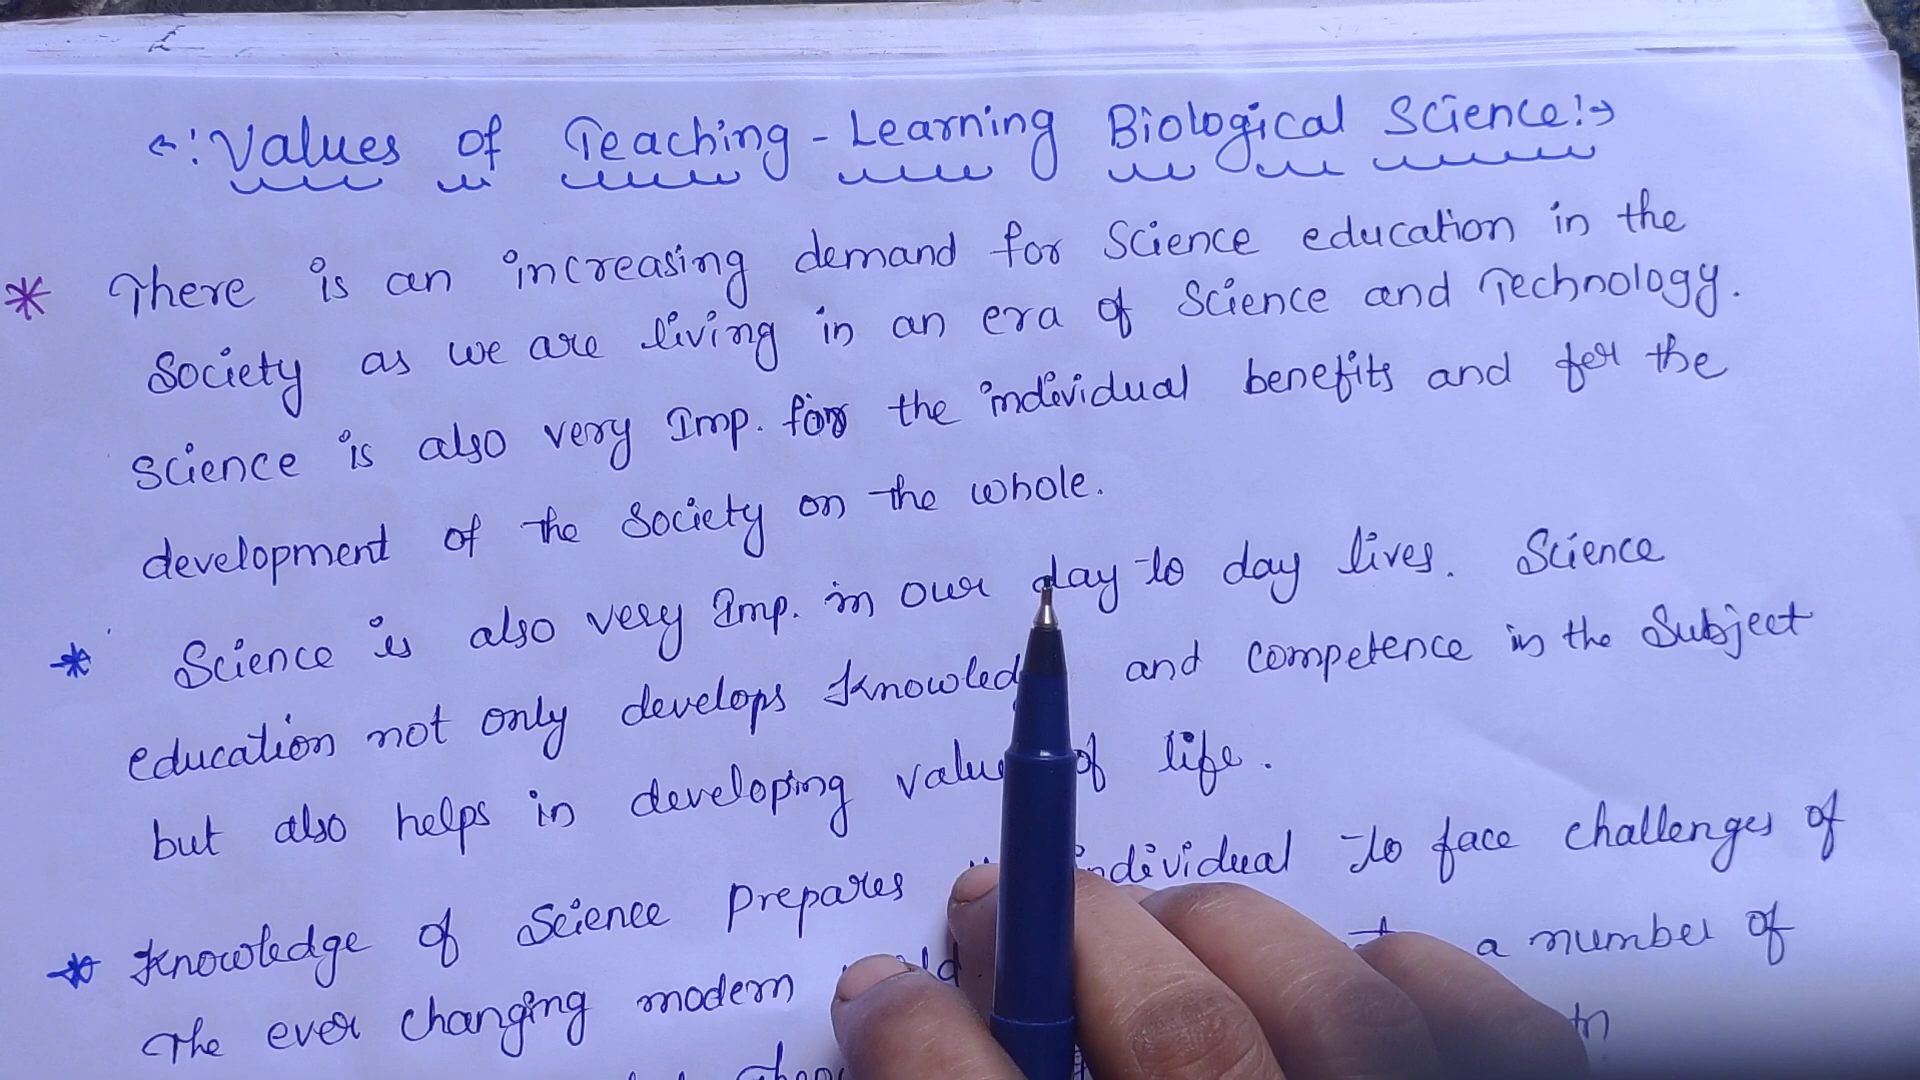 ←:Values of Teaching-Learning Biological Science:→
* There is an increasing demand for Science education in the
Society as we are living in an era of Science and Technology.
Science is also very Imp. for the individual benefits and for the
development of the Society on the whole.
* Science is also very Imp. in our day to day lives. Science
education not only develops knowled and competence in the Subject
but also helps in developing value of life.
* Knowledge of Science Prepares individual to face challenges of
The ever changing modern a number of